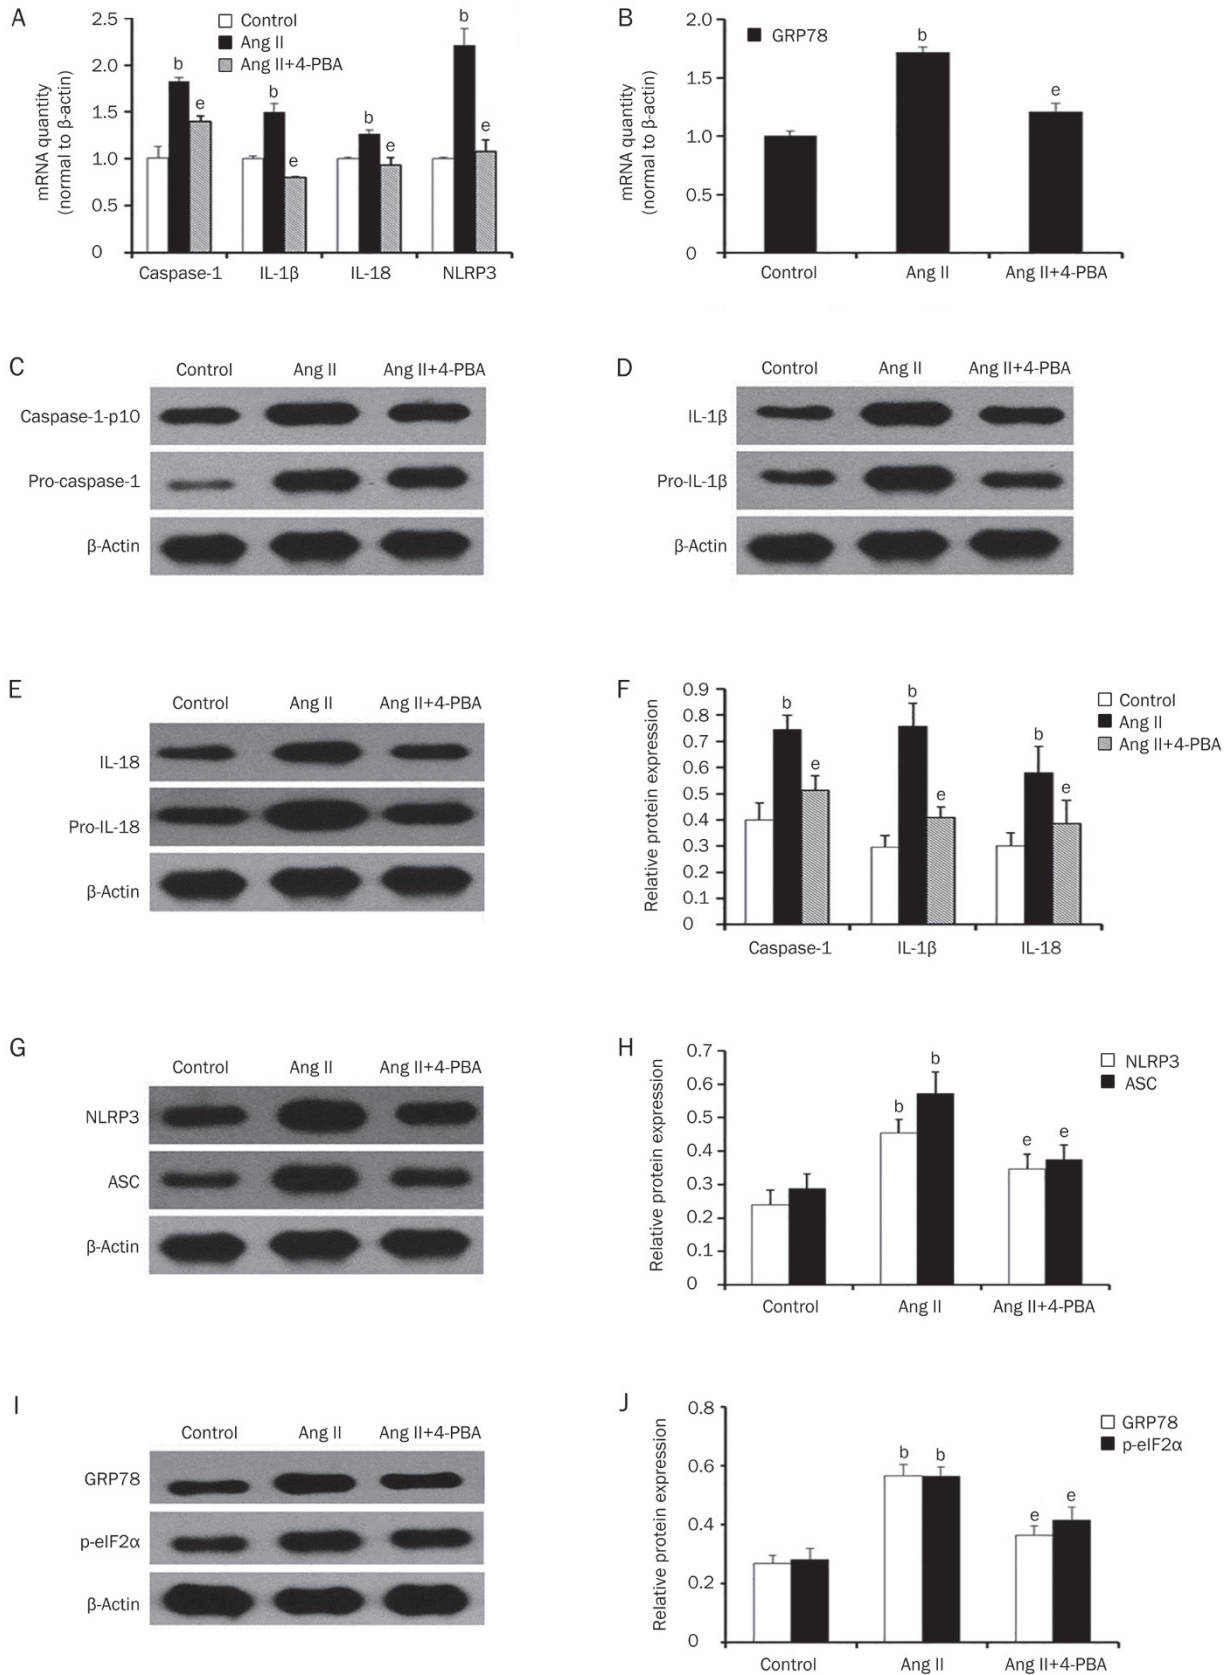 A
2.5
2.0
1.5
1.0
0.5
0
mRNA quantity
(normal to β-actin)
Control
Ang II
Ang II+4-PBA
b
e
b
e
b
e
b
e
Caspase-1
IL-1β
IL-18
NLRP3
B
2.0
1.5
1.0
0.5
0
mRNA quantity
(normal to β-actin)
GRP78
b
e
Control
Ang II
Ang II+4-PBA
C
Control
Ang II
Ang II+4-PBA
Caspase-1-p10
Pro-caspase-1
β-Actin
D
Control
Ang II
Ang II+4-PBA
IL-1β
Pro-IL-1β
β-Actin
E
Control
Ang II
Ang II+4-PBA
IL-18
Pro-IL-18
β-Actin
F
0.9
0.8
0.7
0.6
0.5
0.4
0.3
0.2
0.1
0
Relative protein expression
b
e
b
e
b
e
Control
Ang II
Ang II+4-PBA
Caspase-1
IL-1β
IL-18
G
Control
Ang II
Ang II+4-PBA
NLRP3
ASC
β-Actin
H
0.7
0.6
0.5
0.4
0.3
0.2
0.1
0
Relative protein expression
b
b
e
e
NLRP3
ASC
Control
Ang II
Ang II+4-PBA
I
Control
Ang II
Ang II+4-PBA
GRP78
p-eIF2α
β-Actin
J
0.8
0.6
0.4
0.2
0
Relative protein expression
b
b
e
e
GRP78
p-eIF2α
Control
Ang II
Ang II+4-PBA